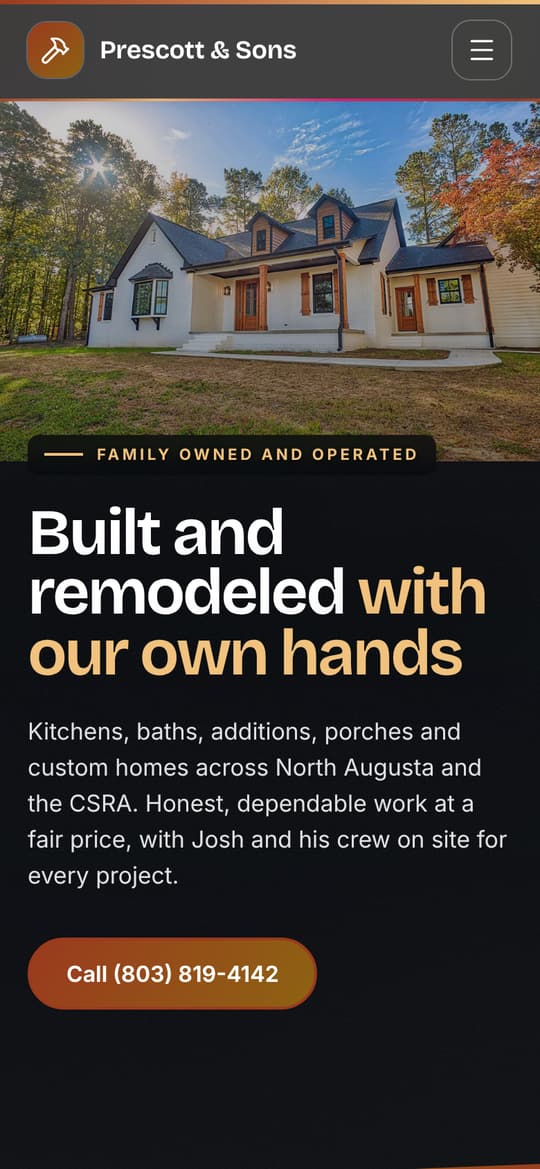 Prescott & Sons
FAMILY OWNED AND OPERATED
Built and
remodeled with
our own hands
Kitchens, baths, additions, porches and
custom homes across North Augusta and
the CSRA. Honest, dependable work at a
fair price, with Josh and his crew on site for
every project.
Call (803) 819-4142